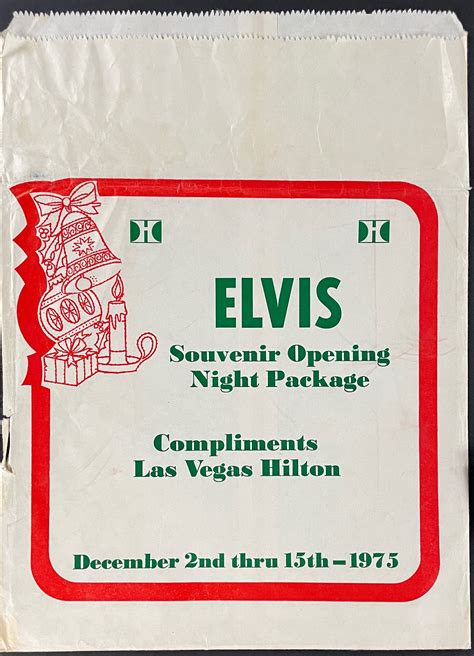 H H
ELVIS
Souvenir Opening
Night Package
Compliments
Las Vegas Hilton
December 2nd thru 15th – 1975